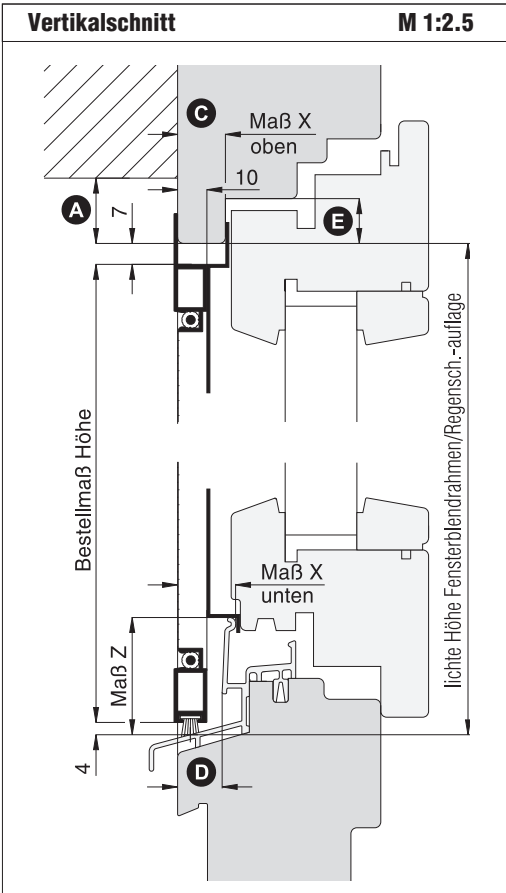 Vertikalschnitt M 1:2.5
C
Maß X
oben
10
A
7
E
Bestellmaß Höhe
lichte Höhe Fensterblendrahmen/Regensch.-auflage
Maß X
unten
Maß Z
4
D